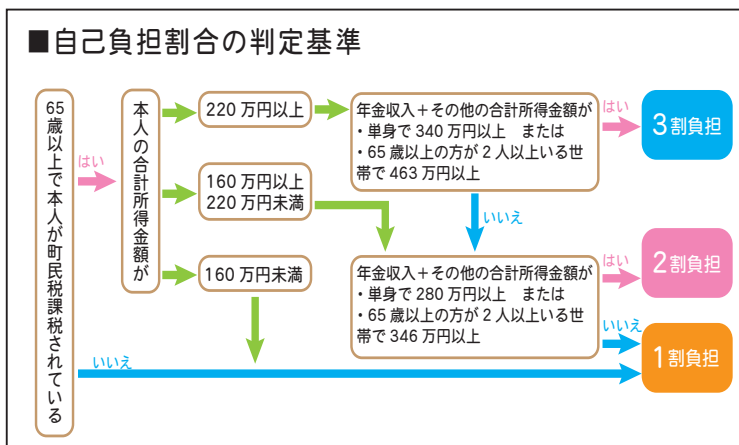 ■自己負担割合の判定基準
65歳以上で本人が町民税課税されている
はい
本人の合計所得金額が
220万円以上
年金収入＋その他の合計所得金額が
・単身で340万円以上　または
・65歳以上の方が2人以上いる世
帯で463万円以上
はい
3割負担
160万円以上
220万円未満
いいえ
160万円未満
年金収入＋その他の合計所得金額が
・単身で280万円以上　または
・65歳以上の方が2人以上いる世
帯で346万円以上
はい
2割負担
いいえ
1割負担
いいえ